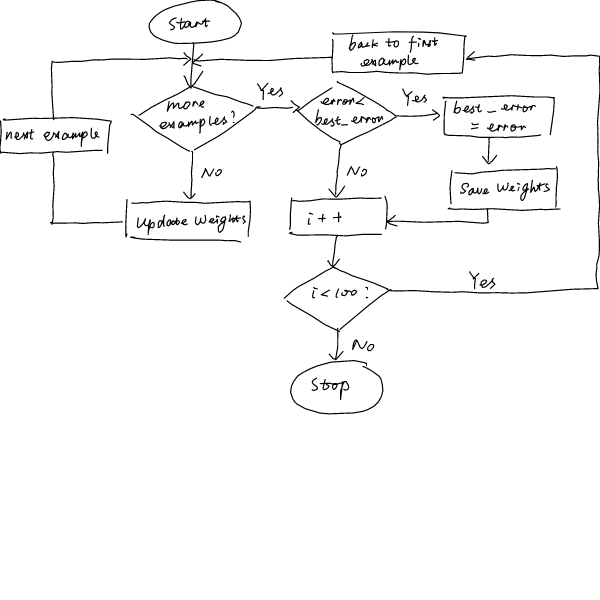 Start
back to first
example
more
examples?
Yes
error<
best_error
Yes
best_error
= error
next example
No
No
Save Weights
Update Weights
i++
i<100?
Yes
No
Stop